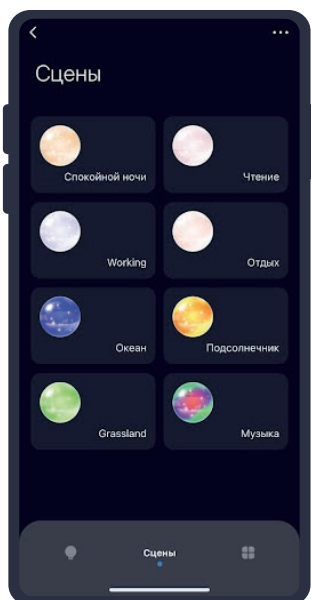 Сцены
Спокойной ночи
Чтение
Working
Отдых
Океан
Подсолнечник
Grassland
Музыка
Сцены